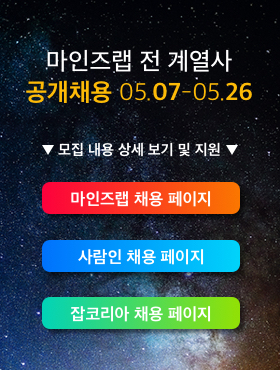 마인즈랩 전 계열사
공개채용 05.07-05.26
▼ 모집 내용 상세 보기 및 지원 ▼
마인즈랩 채용 페이지
사람인 채용 페이지
잡코리아 채용 페이지